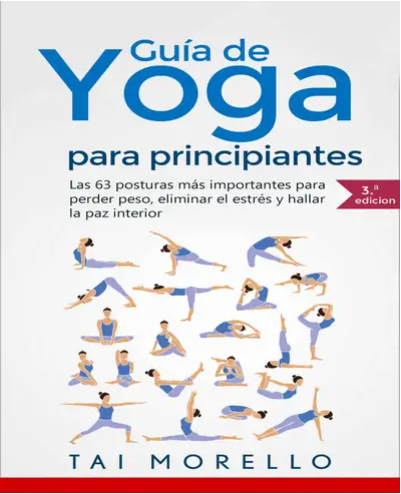 Guía de
Yoga
para principiantes
Las 63 posturas más importantes para
perder peso, eliminar el estrés y hallar
la paz interior
3.ª
edicion
TAI MORELLO